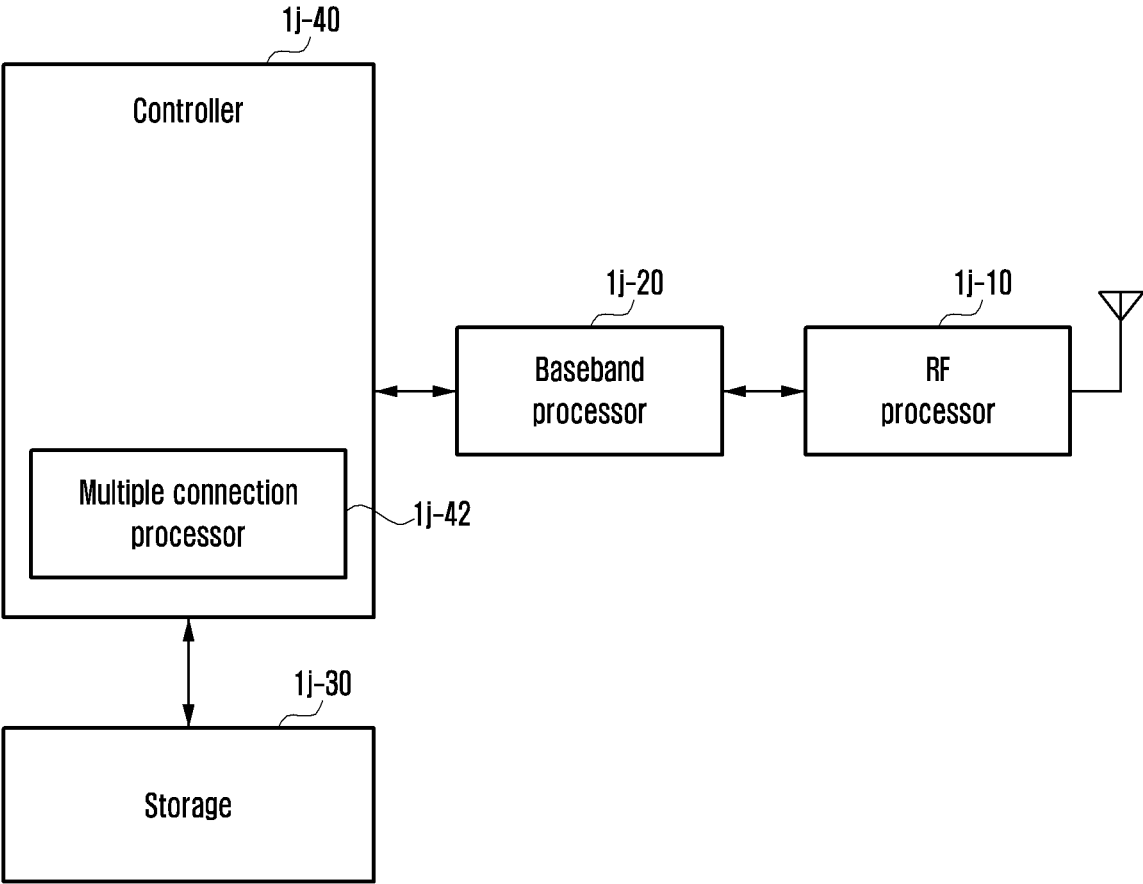 1j-40
Controller
1j-20
1j-10
Baseband
processor
RF
processor
Multiple connection
processor
1j-42
1j-30
Storage